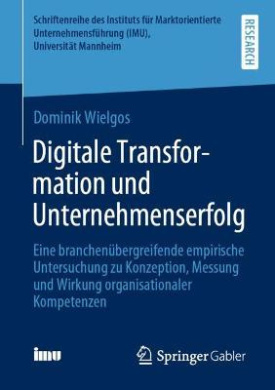 Schriftenreihe des Instituts für Marktorientierte
Unternehmensführung (IMU),
Universität Mannheim
RESEARCH
Dominik Wielgos
Digitale Transfor-
mation und
Unternehmenserfolg
Eine branchenübergreifende empirische
Untersuchung zu Konzeption, Messung
und Wirkung organisationaler
Kompetenzen
imu
Springer Gabler